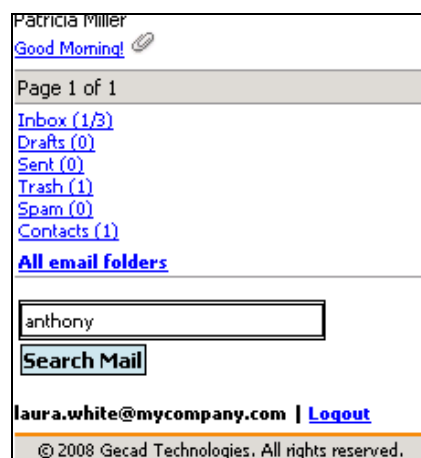 Patricia Miller
Good Morning!
Page 1 of 1
Inbox (1/3)
Drafts (0)
Sent (0)
Trash (1)
Spam (0)
Contacts (1)
All email folders
anthony
Search Mail
laura.white@mycompany.com | Logout
© 2008 Gecad Technologies. All rights reserved.